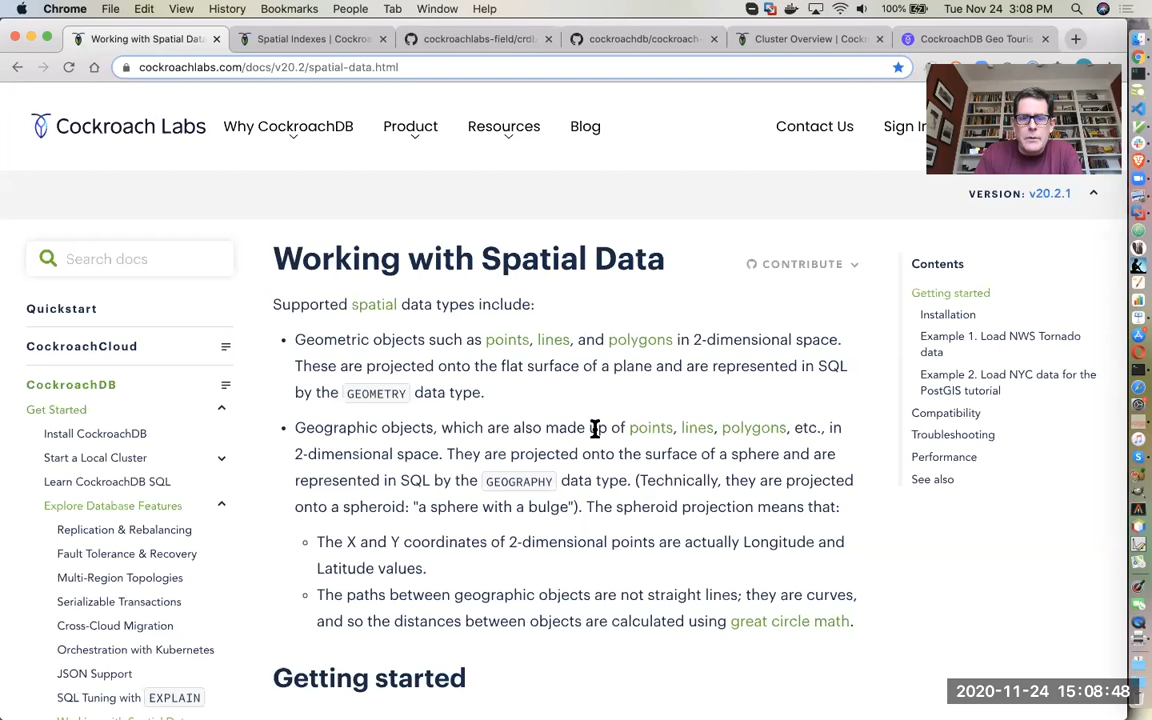 Chrome File Edit View History Bookmarks People Tab Window Help 100% Tue Nov 24 3:08 PM
Working with Spatial Dat
Spatial Indexes | Cockro
cockroachlabs-field/crdb
cockroachdb/cockroach-
Cluster Overview | Cock
CockroachDB Geo Touris
cockroachlabs.com/docs/v20.2/spatial-data.html
Cockroach Labs
Why CockroachDB
Product
Resources
Blog
Contact Us
Sign In
VERSION: v20.2.1
Search docs
Quickstart
CockroachCloud
CockroachDB
Get Started
Install CockroachDB
Start a Local Cluster
Learn CockroachDB SQL
Explore Database Features
Replication & Rebalancing
Fault Tolerance & Recovery
Multi-Region Topologies
Serializable Transactions
Cross-Cloud Migration
Orchestration with Kubernetes
JSON Support
SQL Tuning with EXPLAIN
Working with Spatial Data
Working with Spatial Data
CONTRIBUTE
Supported spatial data types include:
• Geometric objects such as points, lines, and polygons in 2-dimensional space.
These are projected onto the flat surface of a plane and are represented in SQL
by the GEOMETRY data type.
• Geographic objects, which are also made up of points, lines, polygons, etc., in
2-dimensional space. They are projected onto the surface of a sphere and are
represented in SQL by the GEOGRAPHY data type. (Technically, they are projected
onto a spheroid: "a sphere with a bulge"). The spheroid projection means that:
◦ The X and Y coordinates of 2-dimensional points are actually Longitude and
Latitude values.
◦ The paths between geographic objects are not straight lines; they are curves,
and so the distances between objects are calculated using great circle math.
Getting started
Contents
Getting started
Installation
Example 1. Load NWS Tornado
data
Example 2. Load NYC data for the
PostGIS tutorial
Compatibility
Troubleshooting
Performance
See also
2020-11-24 15:08:48